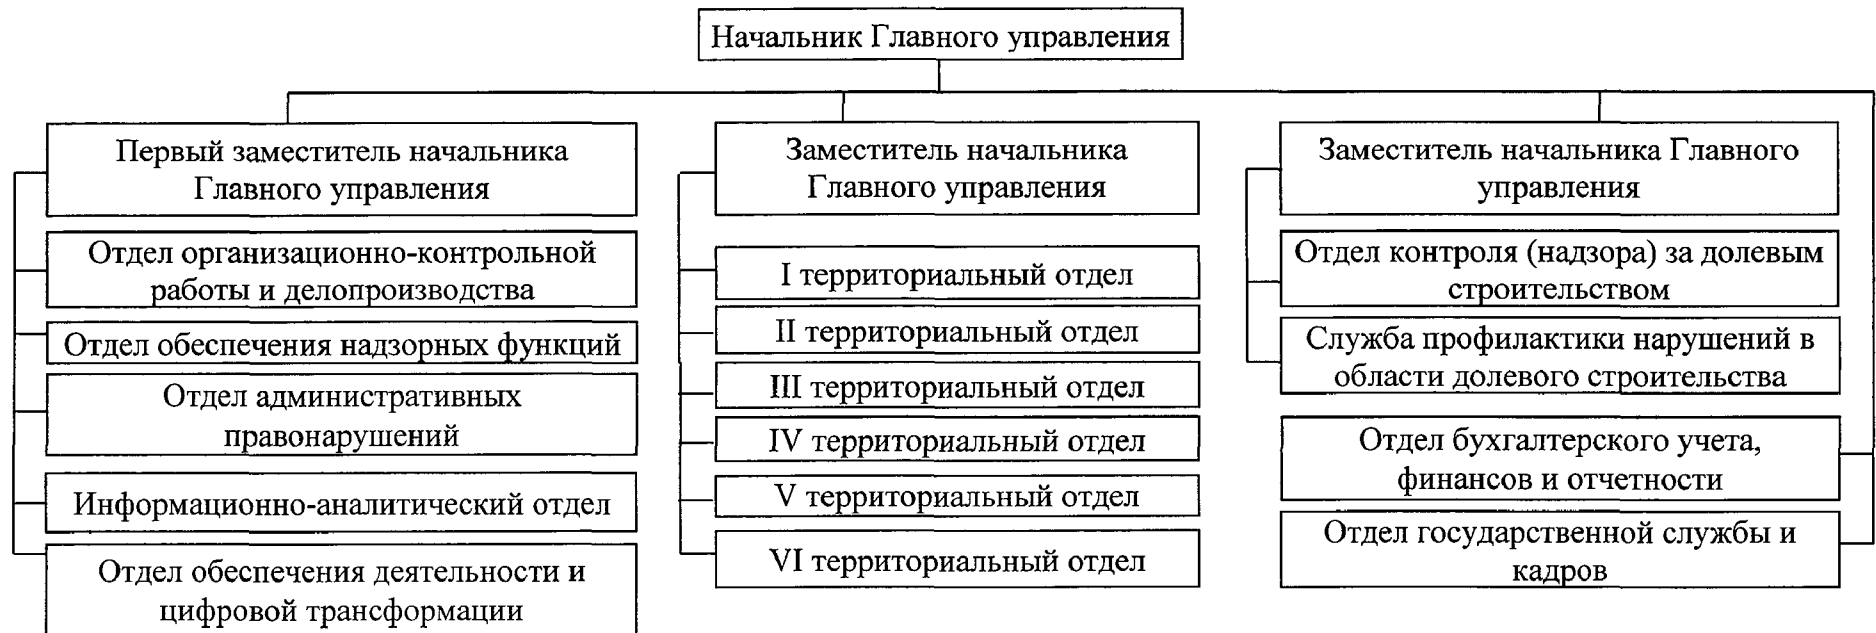 Начальник Главного управления
Первый заместитель начальника
Главного управления
Отдел организационно-контрольной
работы и делопроизводства
Отдел обеспечения надзорных функций
Отдел административных
правонарушений
Информационно-аналитический отдел
Отдел обеспечения деятельности и
цифровой трансформации
Заместитель начальника
Главного управления
I территориальный отдел
II территориальный отдел
III территориальный отдел
IV территориальный отдел
V территориальный отдел
VI территориальный отдел
Заместитель начальника Главного
управления
Отдел контроля (надзора) за долевым
строительством
Служба профилактики нарушений в
области долевого строительства
Отдел бухгалтерского учета,
финансов и отчетности
Отдел государственной службы и
кадров